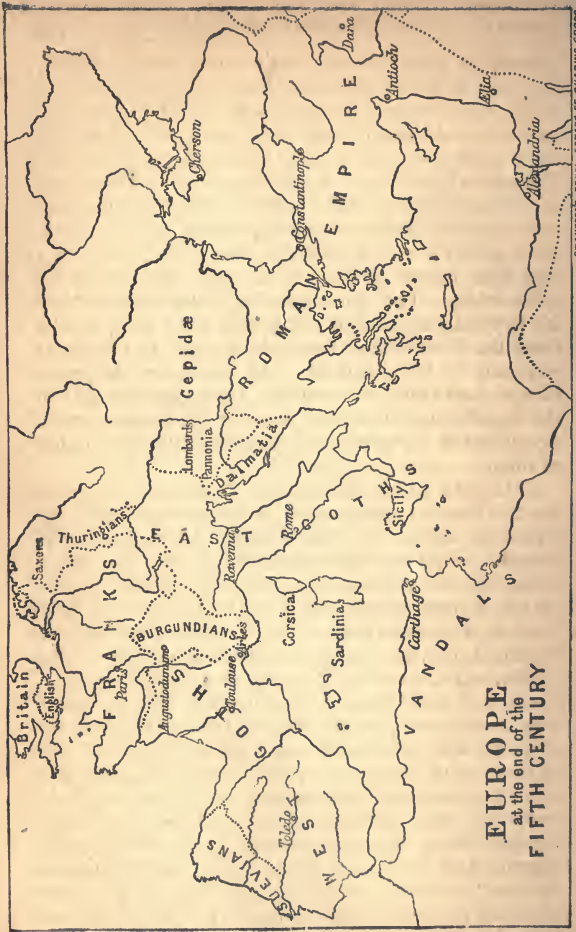 Britain
English
Saxons
Thuringians
FRANKS
Paris
Augustodunum
BURGUNDIANS
Toulouse
Arles
WEST GOTHS
SUEVIANS
Toledo
EAST GOTHS
Lombards
Pannonia
Dalmatia
Gepidæ
Ravenna
Rome
Corsica
Sardinia
Sicily
Carthage
VANDALS
ROMAN EMPIRE
Cherson
Constantinople
Dara
Antioch
Ælia
Alexandria
EUROPE
at the end of the
FIFTH CENTURY